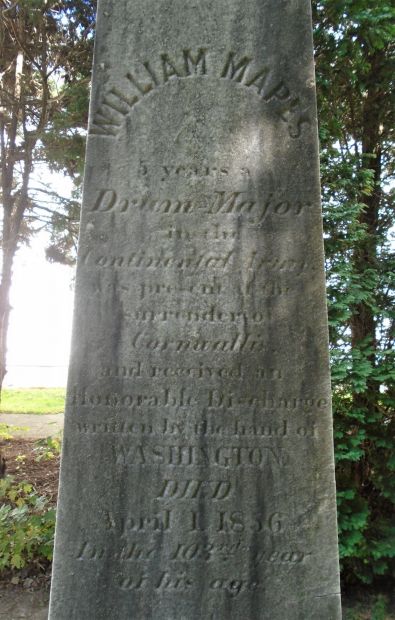 WILLIAM MAPLS
5 years a
Drum Major
in the
Continental Army,
was present at the
surrender of
Cornwallis,
and received an
Honorable Discharge
written by the hand of
WASHINGTON
DIED
April 1, 1856
In the 103rd year
of his age